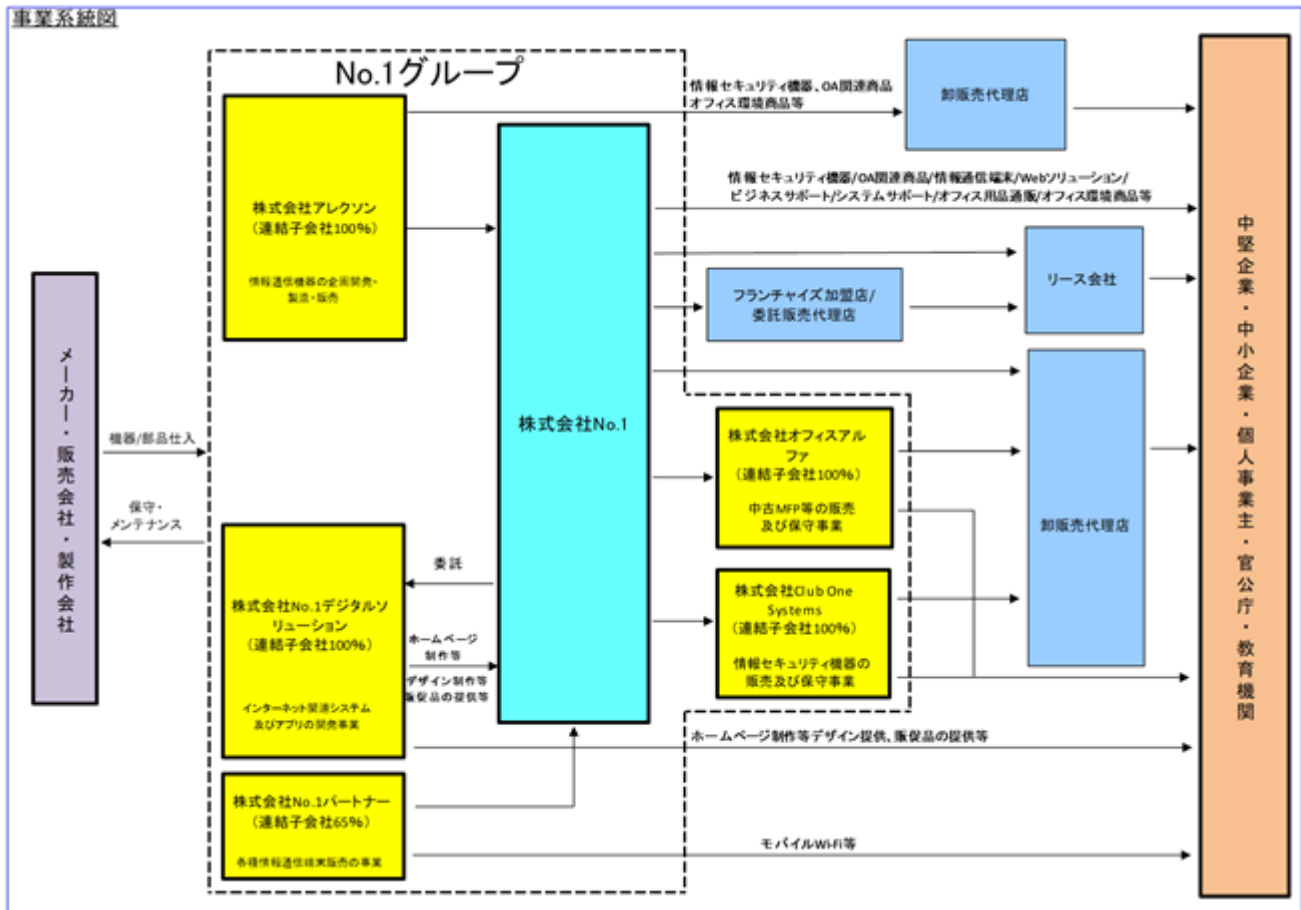 事業系統図
No.1グループ
情報セキュリティ機器、OA関連商品
オフィス環境商品等
卸販売代理店
株式会社アレクソン
(連結子会社100%)
情報通信機器の企画開発・
製造・販売
株式会社No.1
情報セキュリティ機器/OA関連商品/情報通信端末/Webソリューション/
ビジネスサポート/システムサポート/オフィス用品通販/オフィス環境商品等
リース会社
フランチャイズ加盟店/
委託販売代理店
メーカー・販売会社・製作会社
機器/部品仕入
保守・
メンテナンス
株式会社オフィスアル
ファ
(連結子会社100%)
中古MFP等の販売
及び保守事業
卸販売代理店
株式会社No.1デジタルソ
リューション
(連結子会社100%)
インターネット関連システム
及びアプリの開発事業
委託
ホームページ
制作等
デザイン制作等
販促品の提供等
株式会社Club One
Systems
(連結子会社100%)
情報セキュリティ機器の
販売及び保守事業
ホームページ制作等デザイン提供、販促品の提供等
株式会社No.1パートナー
(連結子会社65%)
各種情報通信端末販売の事業
モバイルWi-Fi等
中堅企業・中小企業・個人事業主・官公庁・教育機関